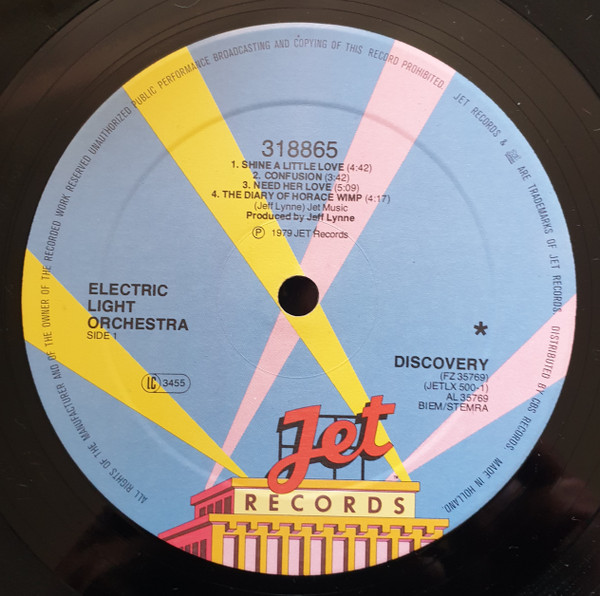 ALL RIGHTS OF THE MANUFACTURER AND OF THE OWNER OF THE RECORDED WORK RESERVED UNAUTHORIZED PUBLIC PERFORMANCE BROADCASTING AND COPYING OF THIS RECORD PROHIBITED.
JET RECORDS & ARE TRADEMARKS OF JET RECORDS. DISTRIBUTED BY CBS RECORDS. MADE IN HOLLAND.
318865
1. SHINE A LITTLE LOVE (4:42)
2. CONFUSION (3:42)
3. NEED HER LOVE (5:09)
4. THE DIARY OF HORACE WIMP (4:17)
(Jeff Lynne) Jet Music
Produced by Jeff Lynne
Ⓟ 1979 JET Records
ELECTRIC
LIGHT
ORCHESTRA
SIDE 1
LC 3455
*
DISCOVERY
(FZ 35769)
(JETLX 500-1)
AL 35769
BIEM/STEMRA
Jet
RECORDS